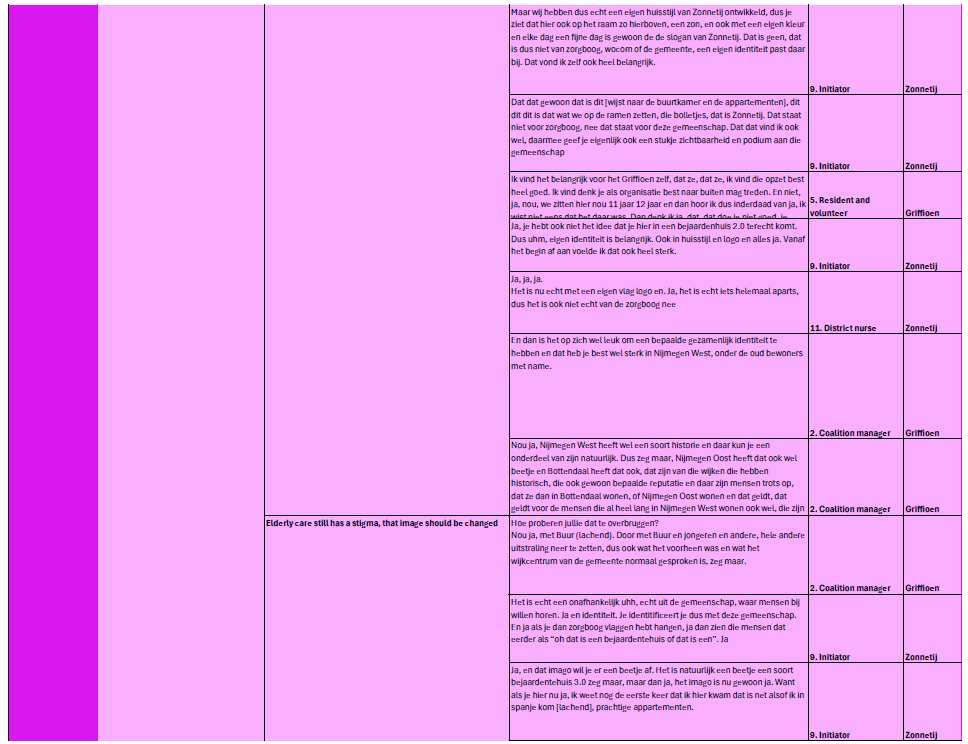 Maar wij hebben dus echt een eigen huisstijl van Zonnetij ontwikkeld, dus je
ziet dat hier ook op het raam zo hierboven, een zon, en ook met een eigen kleur
en elke dag een fijne dag is gewoon de de slogan van Zonnetij. Dat is geen, dat
is dus niet van zorgboog, wocom of de gemeente, een eigen identiteit past daar
bij. Dat vond ik zelf ook heel belangrijk.
9. Initiator
Zonnetij
Dat dat gewoon dat is dit [wijst naar de buurtkamer en de appartementen], dit
dit dit is dat wat we op de ramen zetten, die bolletjes, dat is Zonnetij. Dat staat
niet voor zorgboog, nee dat staat voor deze gemeenschap. Dat dat vind ik ook
wel, daarmee geef je eigenlijk ook een stukje zichtbaarheid en podium aan die
gemeenschap
9. Initiator
Zonnetij
Ik vind het belangrijk voor het Griffioen zelf, dat ze, dat ze, ik vind die opzet best
heel goed. Ik vind denk je als organisatie best naar buiten mag treden. En niet,
ja, nou, we zitten hier nou 11 jaar 12 jaar en dan hoor ik dus inderdaad van ja, ik
wist niet eens dat het daar was. Dan denk ik ja, dat, dat doe je niet goed, je
5. Resident and
volunteer
Griffioen
Ja, je hebt ook niet het idee dat je hier in een bejaardenhuis 2.0 terecht komt.
Dus uhm, eigen identiteit is belangrijk. Ook in huisstijl en logo en alles ja. Vanaf
het begin af aan voelde ik dat ook heel sterk.
9. Initiator
Zonnetij
Ja, ja, ja.
Het is nu echt met een eigen vlag logo en. Ja, het is echt iets helemaal aparts,
dus het is ook niet echt van de zorgboog nee
11. District nurse
Zonnetij
En dan is het op zich wel leuk om een bepaalde gezamenlijk identiteit te
hebben en dat heb je best wel sterk in Nijmegen West, onder de oud bewoners
met name.
2. Coalition manager
Griffioen
Nou ja, Nijmegen West heeft wel een soort historie en daar kun je een
onderdeel van zijn natuurlijk. Dus zeg maar, Nijmegen Oost heeft dat ook wel
beetje en Bottendaal heeft dat ook, dat zijn van die wijken die hebben
historisch, die ook gewoon bepaalde reputatie en daar zijn mensen trots op,
dat ze dan in Bottendaal wonen, of Nijmegen Oost wonen en dat geldt, dat
geldt voor de mensen die al heel lang in Nijmegen West wonen ook wel, die zijn
2. Coalition manager
Griffioen
Elderly care still has a stigma, that image should be changed
Hoe proberen jullie dat te overbruggen?
Nou ja, met Buur (lachend). Door met Buur en jongeren en andere, hele andere
uitstraling neer te zetten, dus ook wat het voorheen was en wat het
wijkcentrum van de gemeente normaal gesproken is, zeg maar.
2. Coalition manager
Griffioen
Het is echt een onafhankelijk uhh, echt uit de gemeenschap, waar mensen bij
willen horen. Ja en identiteit. Je identitificeert je dus met deze gemeenschap.
En ja als je dan zorgboog vlaggen hebt hangen, ja dan zien die mensen dat
eerder als “oh dat is een bejaardentehuis of dat is een”. Ja
9. Initiator
Zonnetij
Ja, en dat imago wil je er een beetje af. Het is natuurlijk een beetje een soort
bejaardentehuis 3.0 zeg maar, maar dan ja, het imago is nu gewoon ja. Want
als je hier nu ja, ik weet nog de eerste keer dat ik hier kwam dat is net alsof ik in
spanje kom [lachend], prachtige appartementen.
9. Initiator
Zonnetij